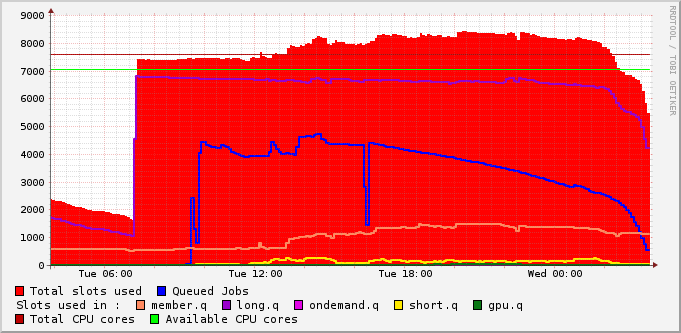 9000
8000
7000
6000
5000
4000
3000
2000
1000
0
Tue 06:00 Tue 12:00 Tue 18:00 Wed 00:00
RRDTOOL / TOBI OETIKER
Total slots used Queued Jobs
Slots used in : member.q long.q ondemand.q short.q gpu.q
Total CPU cores Available CPU cores